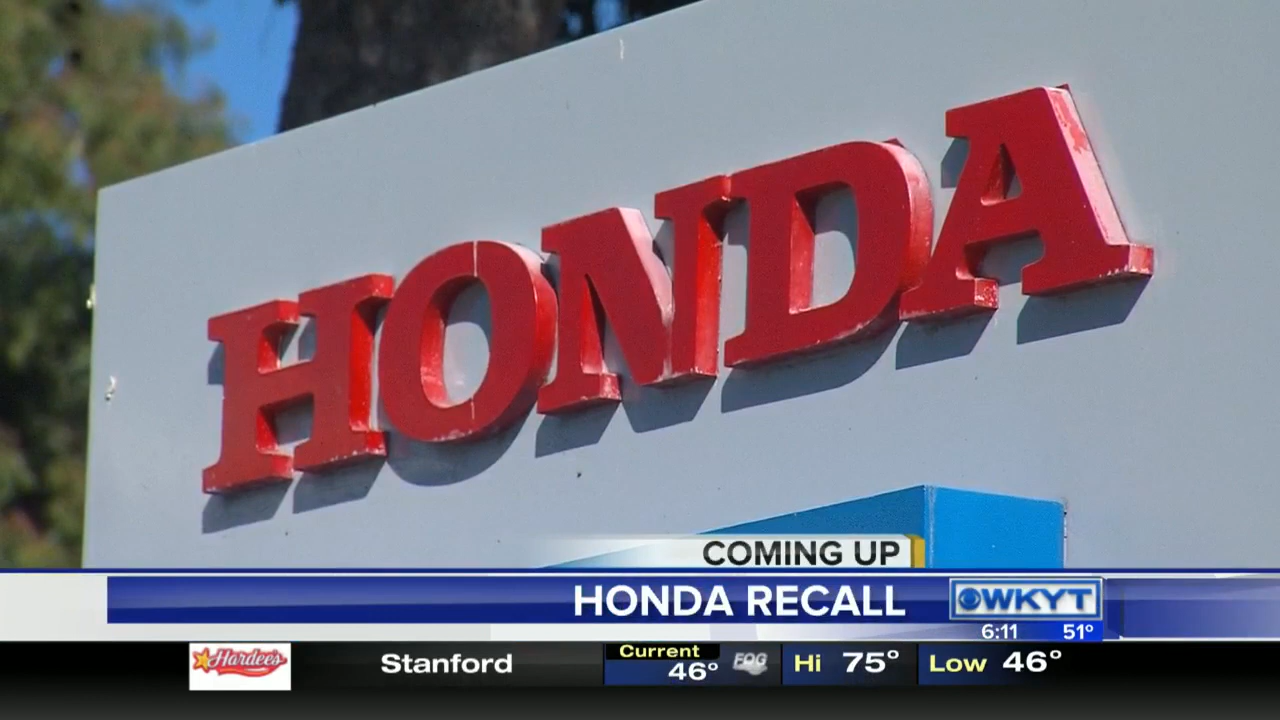 HONDA
COMING UP
HONDA RECALL
WKYT
6:11 51°
Hardee's
Stanford
Current
46°
FOG
Hi 75°
Low 46°